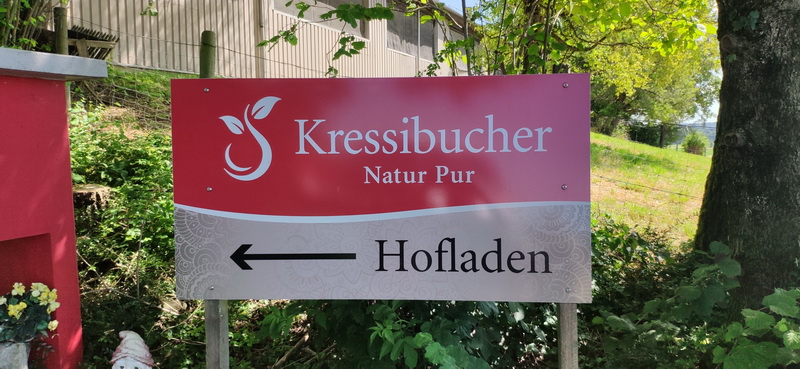 Kressibucher
Natur Pur
Hofladen